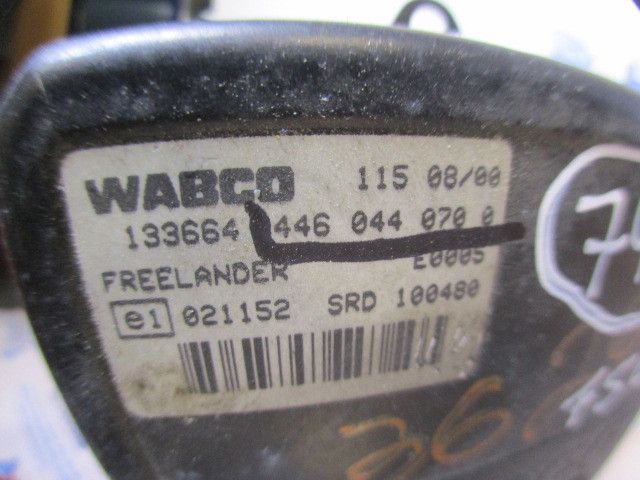 WABCO 115 08/00
133664 446 044 070 0
FREELANDER E0005
e1 021152 SRD 100480